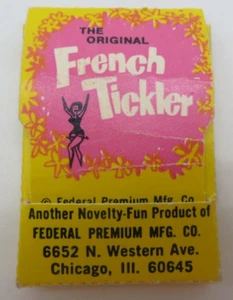 THE
ORIGINAL
French
Tickler
© Federal Premium Mfg. Co.
Another Novelty-Fun Product of
FEDERAL PREMIUM MFG. CO.
6652 N. Western Ave.
Chicago, Ill. 60645